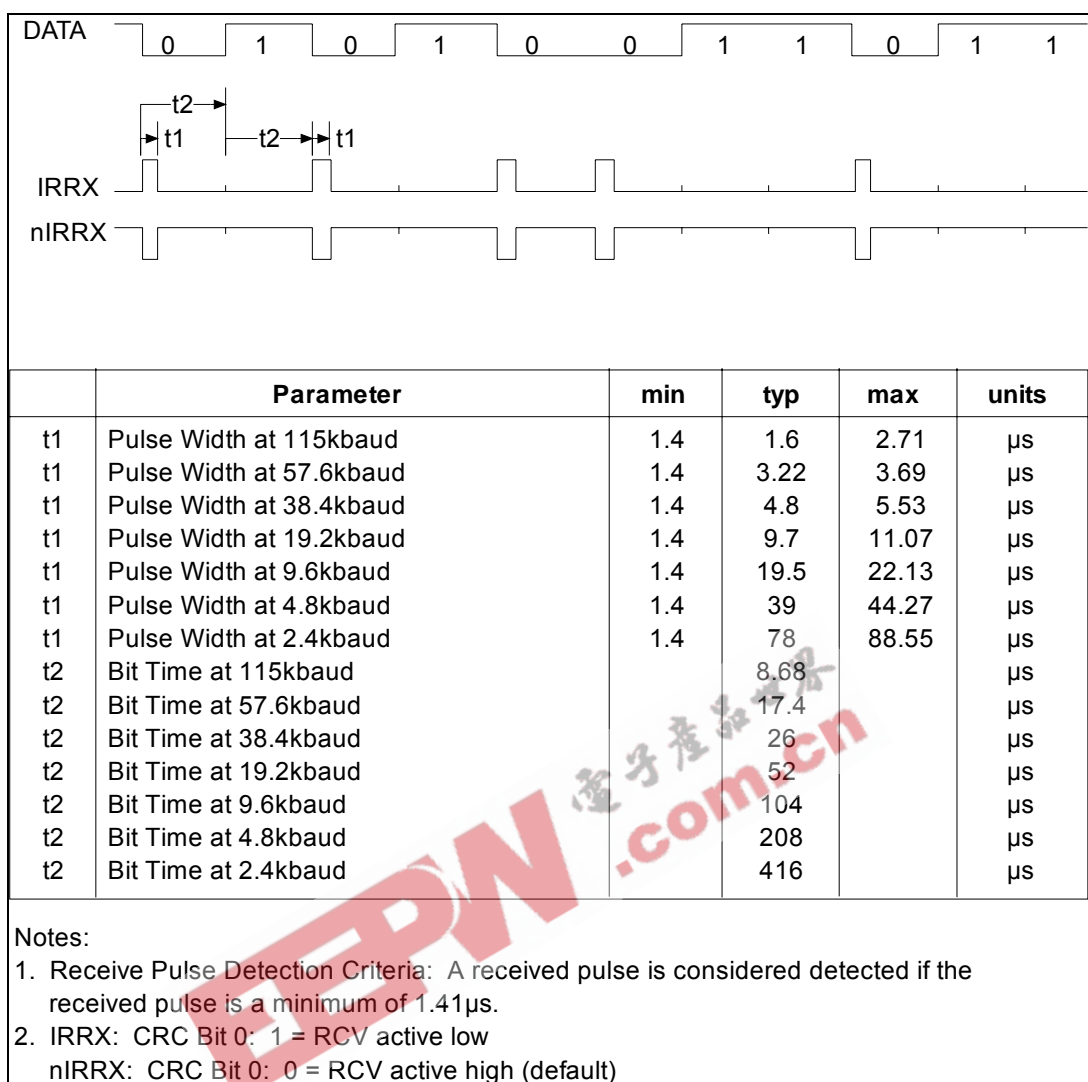 DATA
0 1 0 1 0 0 1 1 0 1 1
t2
t1 t2 t1
IRRX
nIRRX
Parameter min typ max units
t1 Pulse Width at 115kbaud 1.4 1.6 2.71 µs
t1 Pulse Width at 57.6kbaud 1.4 3.22 3.69 µs
t1 Pulse Width at 38.4kbaud 1.4 4.8 5.53 µs
t1 Pulse Width at 19.2kbaud 1.4 9.7 11.07 µs
t1 Pulse Width at 9.6kbaud 1.4 19.5 22.13 µs
t1 Pulse Width at 4.8kbaud 1.4 39 44.27 µs
t1 Pulse Width at 2.4kbaud 1.4 78 88.55 µs
t2 Bit Time at 115kbaud 8.68 µs
t2 Bit Time at 57.6kbaud 17.4 µs
t2 Bit Time at 38.4kbaud 26 µs
t2 Bit Time at 19.2kbaud 52 µs
t2 Bit Time at 9.6kbaud 104 µs
t2 Bit Time at 4.8kbaud 208 µs
t2 Bit Time at 2.4kbaud 416 µs
EEPW 電子產品世界
.com.cn
Notes:
1. Receive Pulse Detection Criteria: A received pulse is considered detected if the
received pulse is a minimum of 1.41µs.
2. IRRX: CRC Bit 0: 1 = RCV active low
nIRRX: CRC Bit 0: 0 = RCV active high (default)